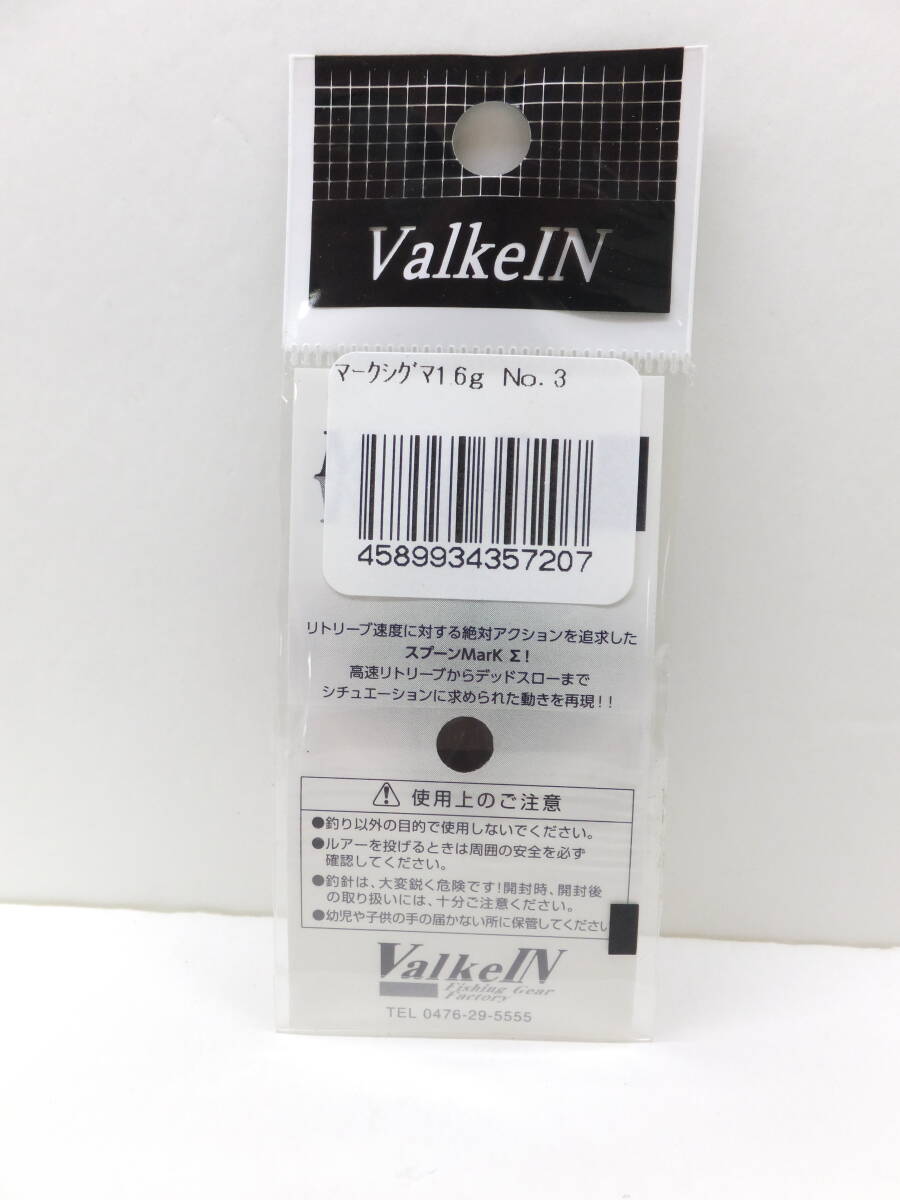 ValkeIN
ﾏｰｸｼｸﾞﾏ1.6g No.3
4589934357207
リトリーブ速度に対する絶対アクションを追求した
スプーンMarK Σ!
高速リトリーブからデッドスローまで
シチュエーションに求められた動きを再現!!
使用上のご注意
●釣り以外の目的で使用しないでください。
●ルアーを投げるときは周囲の安全を必ず
確認してください。
●釣針は、大変鋭く危険です!開封時、開封後
の取り扱いには、十分ご注意ください。
●幼児や子供の手の届かない所に保管してください
ValkeIN
Fishing Gear
Factory
TEL 0476-29-5555